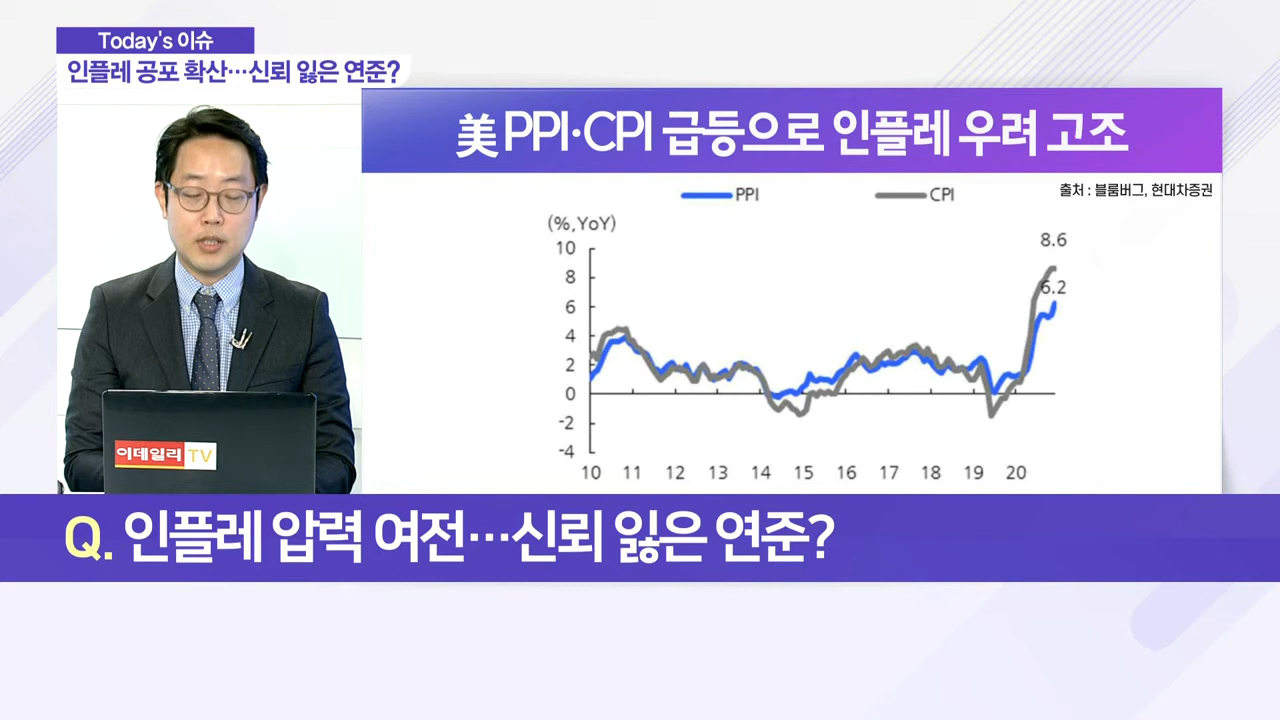 Today's 이슈
인플레 공포 확산…신뢰 잃은 연준?
美 PPI·CPI 급등으로 인플레 우려 고조
PPI
CPI
출처 : 블룸버그, 현대차증권
(%,YoY)
10
8
6
4
2
0
-2
-4
8.6
6.2
10 11 12 13 14 15 16 17 18 19 20
이데일리 TV
Q. 인플레 압력 여전…신뢰 잃은 연준?